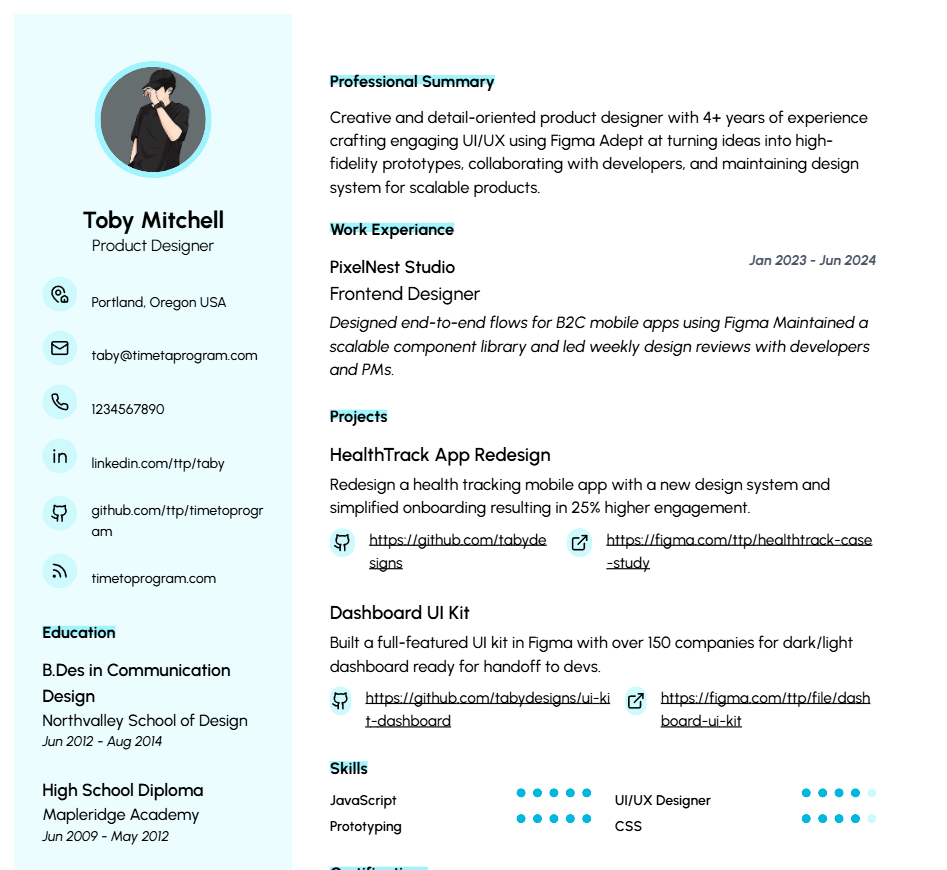 Toby Mitchell
Product Designer
Portland, Oregon USA
taby@timetaprogram.com
1234567890
in
linkedin.com/ttp/taby
github.com/ttp/timetoprogr
am
timetoprogram.com
Education
B.Des in Communication
Design
Northvalley School of Design
Jun 2012 - Aug 2014
High School Diploma
Mapleridge Academy
Jun 2009 - May 2012
Professional Summary
Creative and detail-oriented product designer with 4+ years of experience
crafting engaging UI/UX using Figma Adept at turning ideas into high-
fidelity prototypes, collaborating with developers, and maintaining design
system for scalable products.
Work Experiance
PixelNest Studio
Jan 2023 - Jun 2024
Frontend Designer
Designed end-to-end flows for B2C mobile apps using Figma Maintained a
scalable component library and led weekly design reviews with developers
and PMs.
Projects
HealthTrack App Redesign
Redesign a health tracking mobile app with a new design system and
simplified onboarding resulting in 25% higher engagement.
https://github.com/tabyde
signs
https://figma.com/ttp/healthtrack-case
-study
Dashboard UI Kit
Built a full-featured UI kit in Figma with over 150 companies for dark/light
dashboard ready for handoff to devs.
https://github.com/tabydesigns/ui-ki
t-dashboard
https://figma.com/ttp/file/dash
board-ui-kit
Skills
JavaScript
UI/UX Designer
Prototyping
CSS